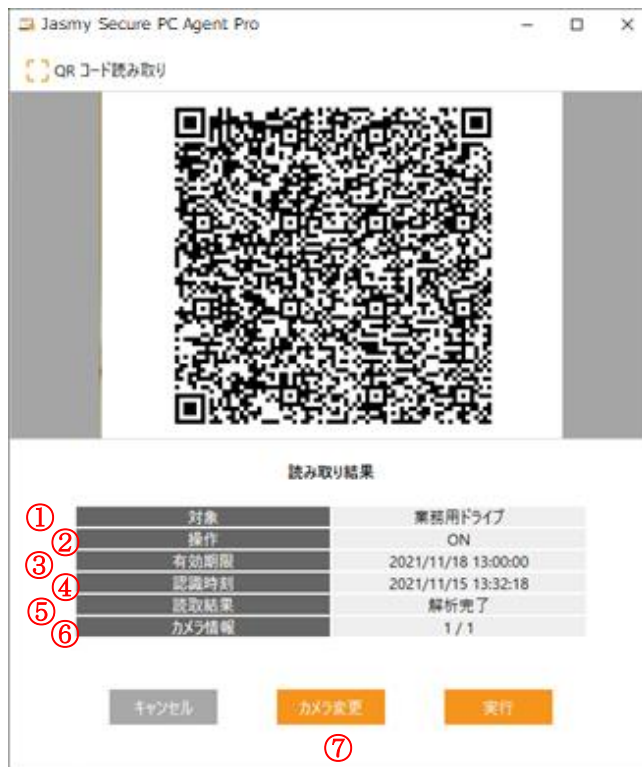 Jasmy Secure PC Agent Pro
QR コード読み取り
読み取り結果
① 対象 業務用ドライブ
② 操作 ON
③ 有効期限 2021/11/18 13:00:00
④ 認識時刻 2021/11/15 13:32:18
⑤ 読取結果 解析完了
⑥ カメラ情報 1 / 1
キャンセル カメラ変更 実行
⑦